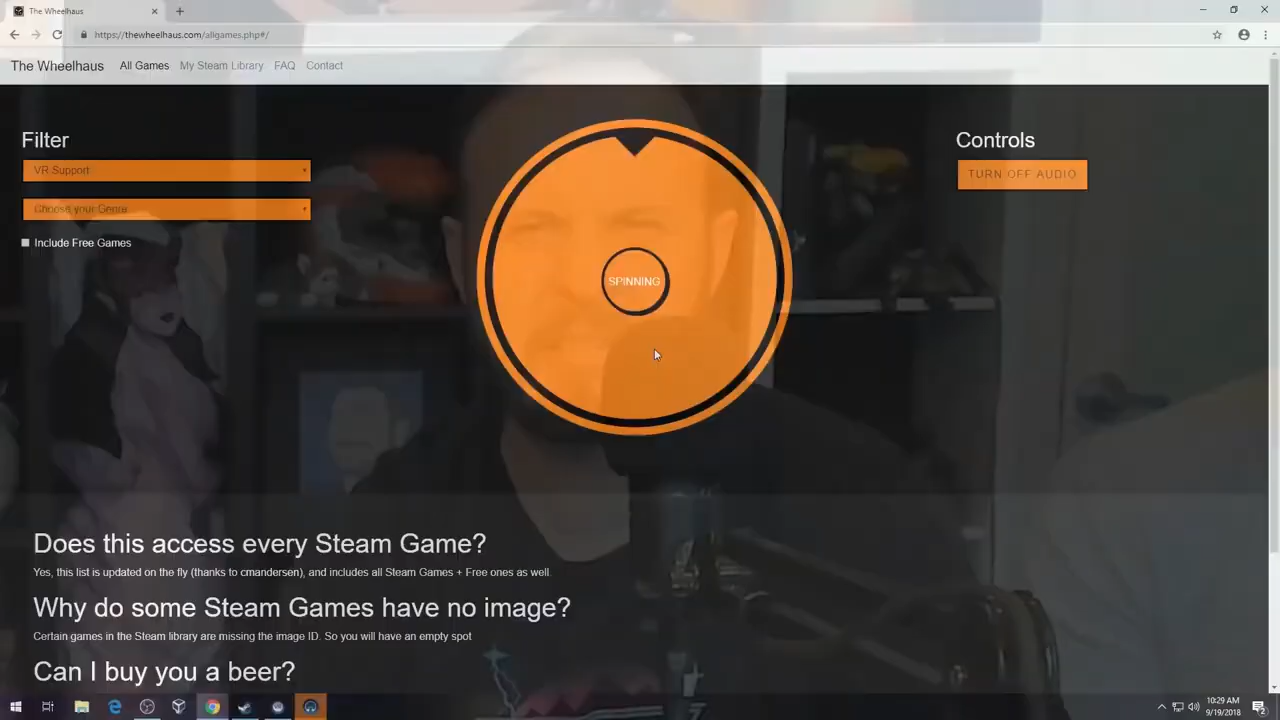 The Wheelhaus
https://thewheelhaus.com/allgames.php#/
The Wheelhaus All Games My Steam Library FAQ Contact
Filter
VR Support
Choose your Genre
Include Free Games
SPINNING
Controls
TURN OFF AUDIO
Does this access every Steam Game?
Yes, this list is updated on the fly (thanks to cmandersen), and includes all Steam Games + Free ones as well.
Why do some Steam Games have no image?
Certain games in the Steam library are missing the image ID. So you will have an empty spot
Can I buy you a beer?
10:29 AM
9/19/2018
2